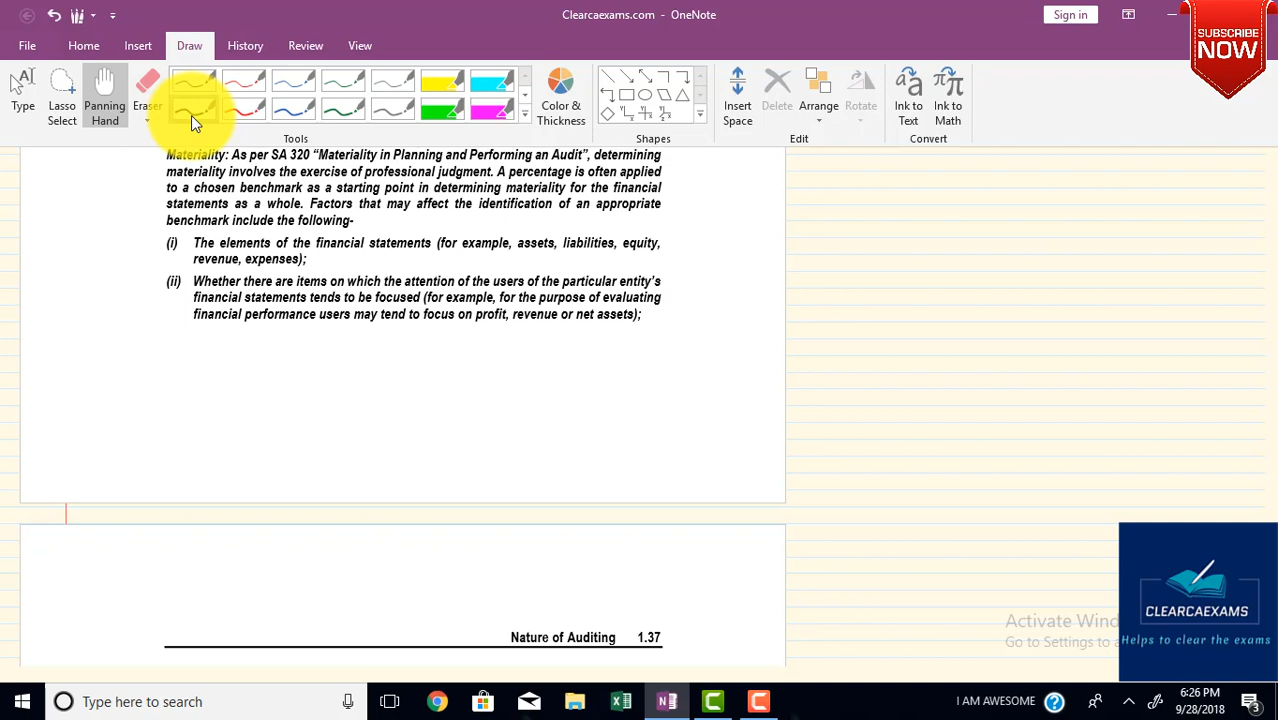 Clearcaexams.com - OneNote
Sign in
SUBSCRIBE
NOW
File
Home
Insert
Draw
History
Review
View
Type
Lasso
Select
Panning
Hand
Eraser
Color &
Thickness
Insert
Space
Delete
Arrange
Rotate
Ink to
Text
Ink to
Math
Tools
Shapes
Edit
Convert
Materiality: As per SA 320 “Materiality in Planning and Performing an Audit”, determining
materiality involves the exercise of professional judgment. A percentage is often applied
to a chosen benchmark as a starting point in determining materiality for the financial
statements as a whole. Factors that may affect the identification of an appropriate
benchmark include the following-
(i) The elements of the financial statements (for example, assets, liabilities, equity,
revenue, expenses);
(ii) Whether there are items on which the attention of the users of the particular entity’s
financial statements tends to be focused (for example, for the purpose of evaluating
financial performance users may tend to focus on profit, revenue or net assets);
Nature of Auditing 1.37
Activate Wind
Go to Settings to a
CLEARCAEXAMS
Helps to clear the exams
Type here to search
I AM AWESOME
6:26 PM
9/28/2018
3